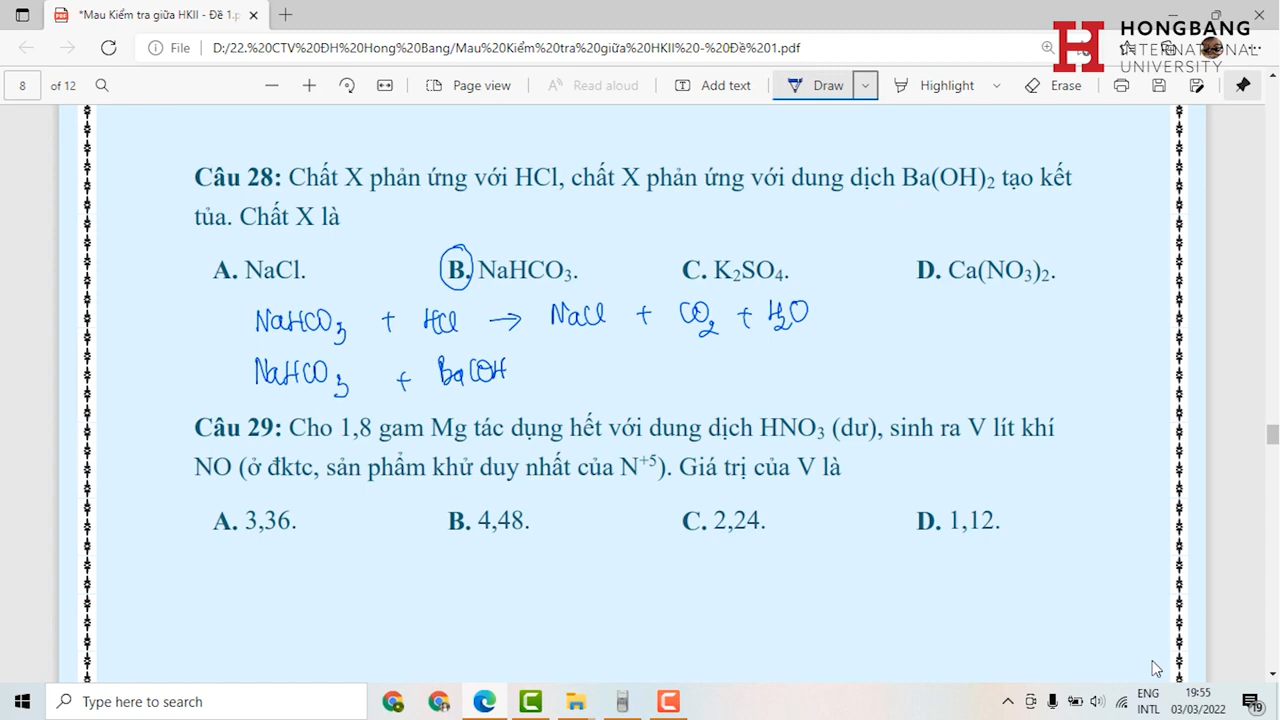 *Mau Kiểm tra giữa HKII - Đề 1.p
HONGBANG
INTERNATIONAL
UNIVERSITY
File D:/22.%20CTV%20ĐH%20Hong%20Bang/Mau%20Kiểm%20tra%20giữa%20HKII%20-%20Đề%201.pdf
8 of 12 Page view Read aloud Add text Draw Highlight Erase
Câu 28: Chất X phản ứng với HCl, chất X phản ứng với dung dịch Ba(OH)₂ tạo kết
tủa. Chất X là
A. NaCl. B. NaHCO₃. C. K₂SO₄. D. Ca(NO₃)₂.
NaHCO₃ + HCl → NaCl + CO₂ + H₂O
NaHCO₃ + Ba(OH
Câu 29: Cho 1,8 gam Mg tác dụng hết với dung dịch HNO₃ (dư), sinh ra V lít khí
NO (ở đktc, sản phẩm khử duy nhất của N⁺⁵). Giá trị của V là
A. 3,36. B. 4,48. C. 2,24. D. 1,12.
Type here to search
ENG 19:55
INTL 03/03/2022 19